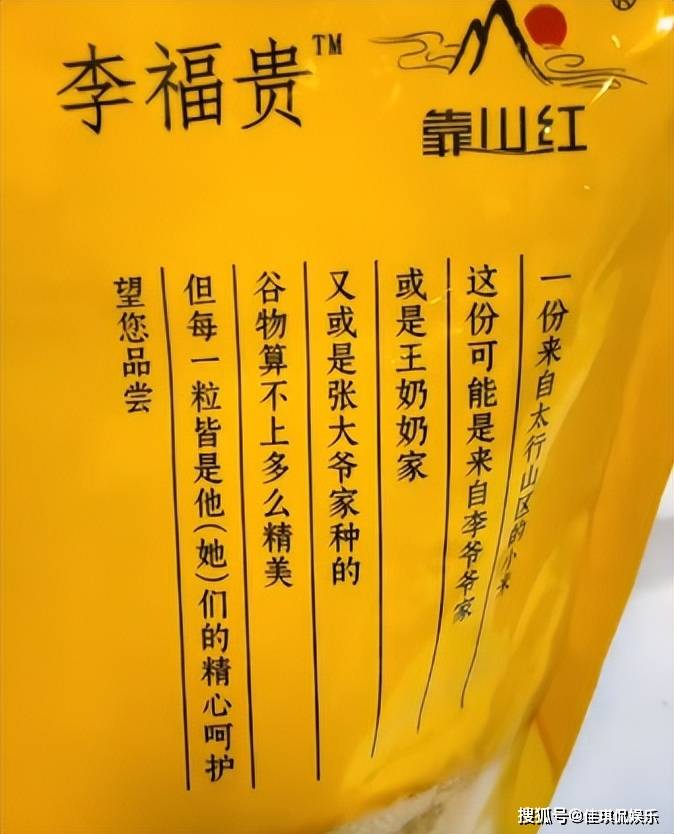 李福贵™
®
靠山红
一份来自太行山区的小米
这份可能是来自李爷爷家
或是王奶奶家
又或是张大爷家种的
谷物算不上多么精美
但每一粒皆是他(她)们的精心呵护
望您品尝
搜狐号@佳琪侃娱乐